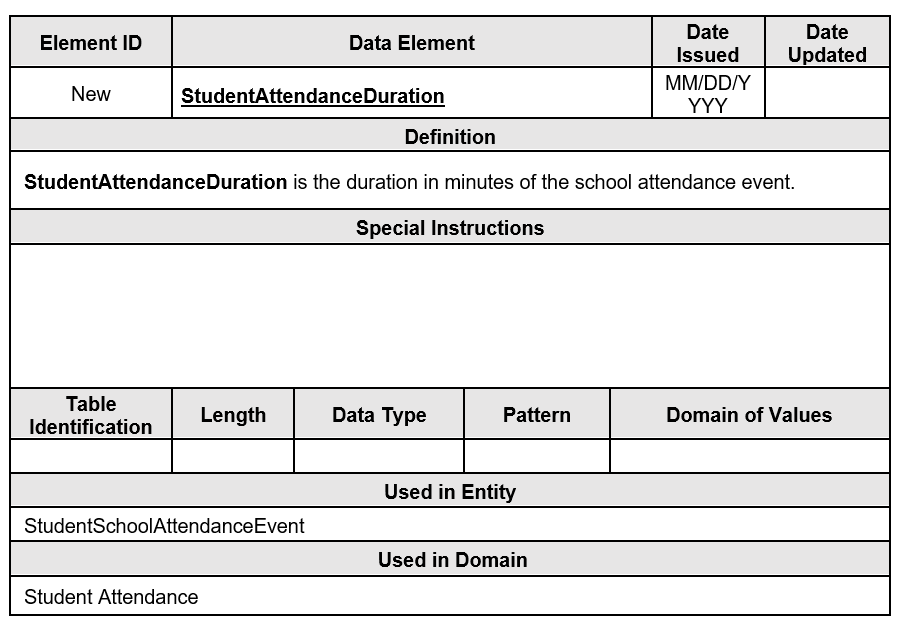 Element ID
Data Element
Date
Issued
Date
Updated
New
StudentAttendanceDuration
MM/DD/Y
YYY
Definition
StudentAttendanceDuration is the duration in minutes of the school attendance event.
Special Instructions
Table
Identification
Length
Data Type
Pattern
Domain of Values
Used in Entity
StudentSchoolAttendanceEvent
Used in Domain
Student Attendance